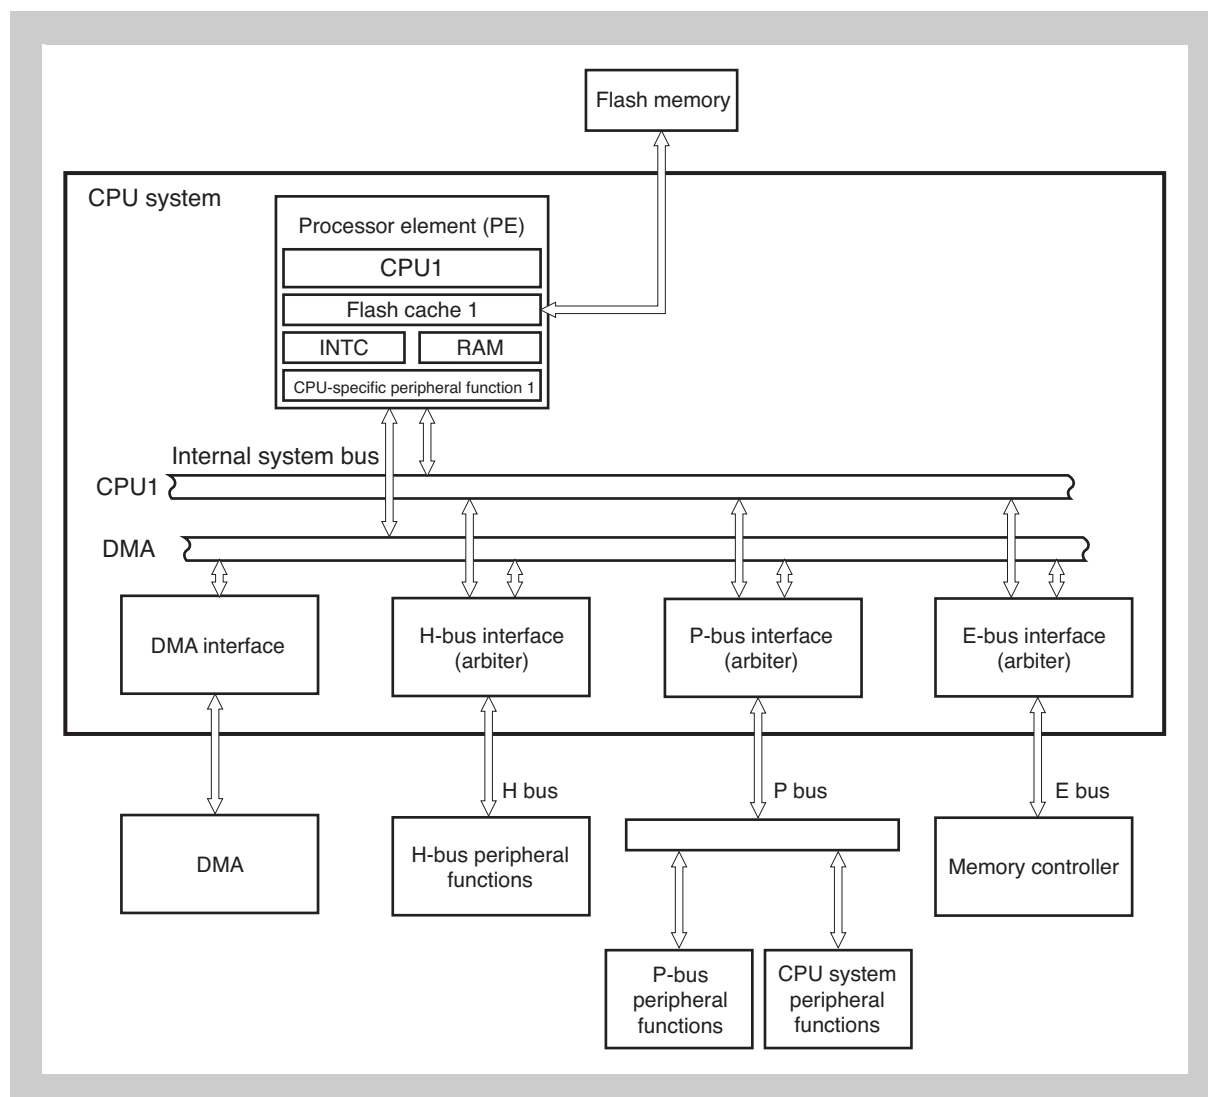 Flash memory
CPU system
Processor element (PE)
CPU1
Flash cache 1
INTC
RAM
CPU-specific peripheral function 1
Internal system bus
CPU1
DMA
DMA interface
H-bus interface
(arbiter)
P-bus interface
(arbiter)
E-bus interface
(arbiter)
H bus
P bus
E bus
DMA
H-bus peripheral
functions
Memory controller
P-bus
peripheral
functions
CPU system
peripheral
functions